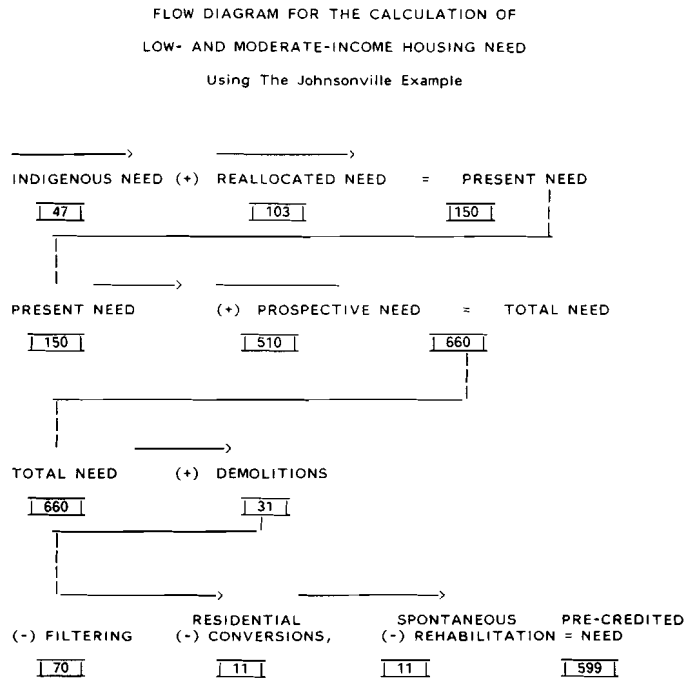 FLOW DIAGRAM FOR THE CALCULATION OF
LOW- AND MODERATE-INCOME HOUSING NEED
Using The Johnsonville Example
INDIGENOUS NEED (+) REALLOCATED NEED = PRESENT NEED
47 103 150
PRESENT NEED (+) PROSPECTIVE NEED = TOTAL NEED
150 510 660
TOTAL NEED (+) DEMOLITIONS
660 31
RESIDENTIAL SPONTANEOUS PRE-CREDITED
(-) FILTERING (-) CONVERSIONS, (-) REHABILITATION = NEED
70 11 11 599